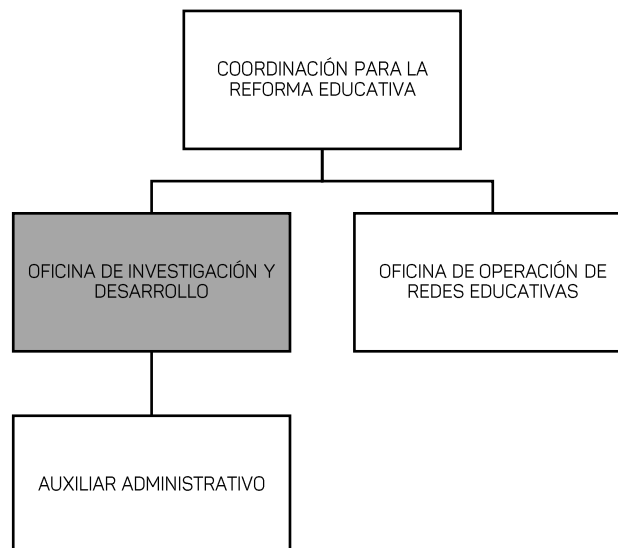 COORDINACIÓN PARA LA
REFORMA EDUCATIVA
OFICINA DE INVESTIGACIÓN Y
DESARROLLO
OFICINA DE OPERACIÓN DE
REDES EDUCATIVAS
AUXILIAR ADMINISTRATIVO